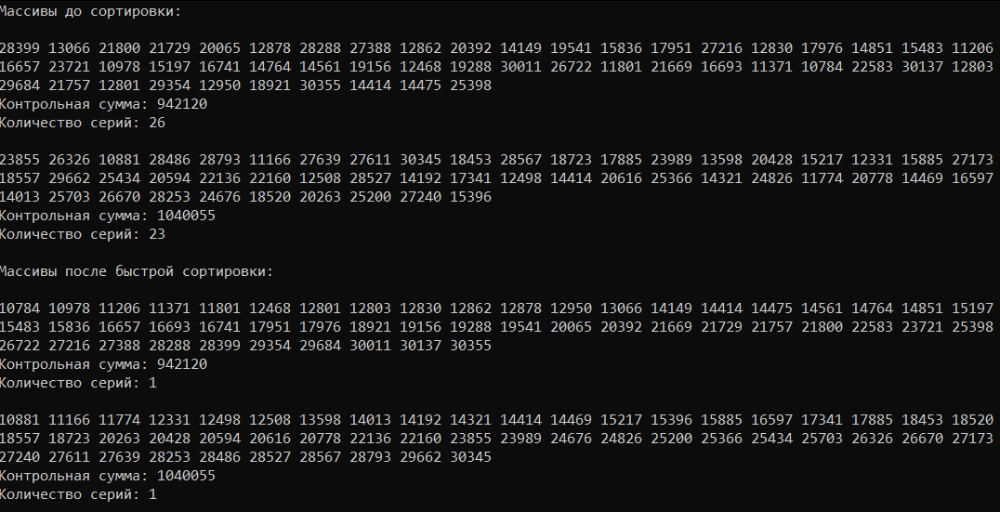 Массивы до сортировки:
28399 13066 21800 21729 20065 12878 28288 27388 12862 20392 14149 19541 15836 17951 27216 12830 17976 14851 15483 11206
16657 23721 10978 15197 16741 14764 14561 19156 12468 19288 30011 26722 11801 21669 16693 11371 10784 22583 30137 12803
29684 21757 12801 29354 12950 18921 30355 14414 14475 25398
Контрольная сумма: 942120
Количество серий: 26
23855 26326 10881 28486 28793 11166 27639 27611 30345 18453 28567 18723 17885 23989 13598 20428 15217 12331 15885 27173
18557 29662 25434 20594 22136 22160 12508 28527 14192 17341 12498 14414 20616 25366 14321 24826 11774 20778 14469 16597
14013 25703 26670 28253 24676 18520 20263 25200 27240 15396
Контрольная сумма: 1040055
Количество серий: 23
Массивы после быстрой сортировки:
10784 10978 11206 11371 11801 12468 12801 12803 12830 12862 12878 12950 13066 14149 14414 14475 14561 14764 14851 15197
15483 15836 16657 16693 16741 17951 17976 18921 19156 19288 19541 20065 20392 21669 21729 21757 21800 22583 23721 25398
26722 27216 27388 28288 28399 29354 29684 30011 30137 30355
Контрольная сумма: 942120
Количество серий: 1
10881 11166 11774 12331 12498 12508 13598 14013 14192 14321 14414 14469 15217 15396 15885 16597 17341 17885 18453 18520
18557 18723 20263 20428 20594 20616 20778 22136 22160 23855 23989 24676 24826 25200 25366 25434 25703 26326 26670 27173
27240 27611 27639 28253 28486 28527 28567 28793 29662 30345
Контрольная сумма: 1040055
Количество серий: 1